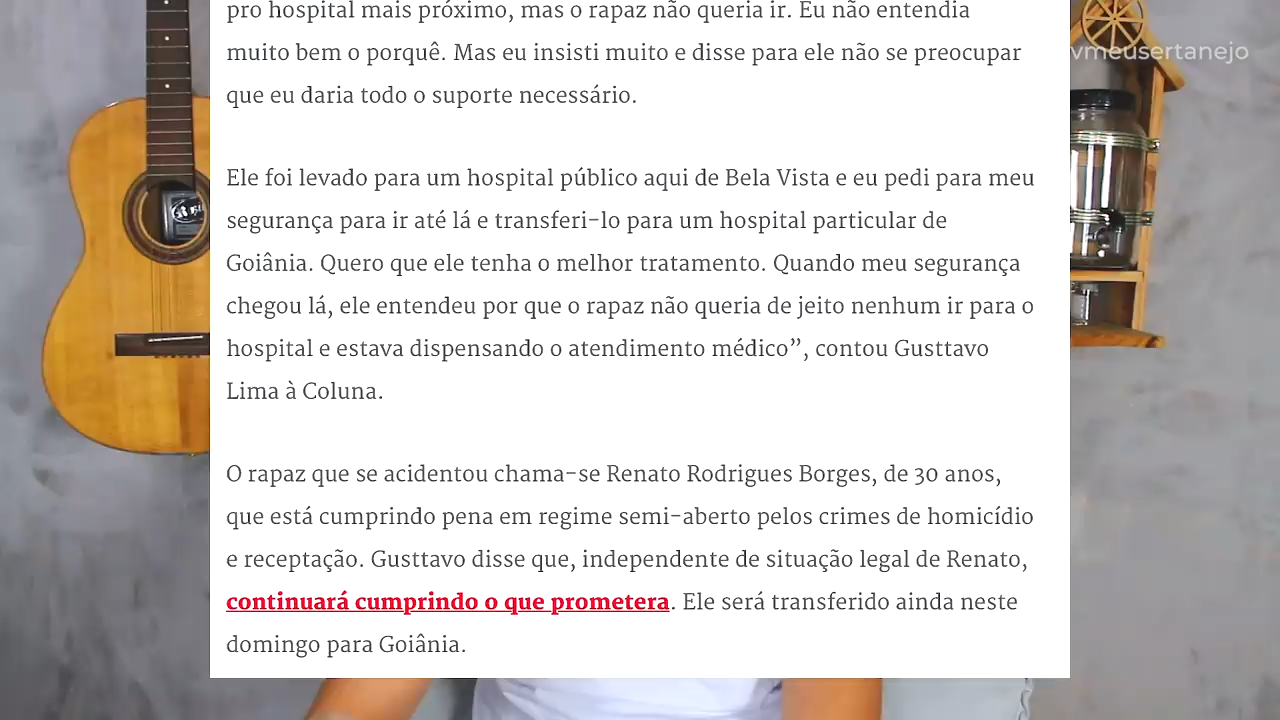 pro hospital mais próximo, mas o rapaz não queria ir. Eu não entendia
muito bem o porquê. Mas eu insisti muito e disse para ele não se preocupar
que eu daria todo o suporte necessário.
vmeusertanejo
Ele foi levado para um hospital público aqui de Bela Vista e eu pedi para meu
segurança para ir até lá e transferi-lo para um hospital particular de
Goiânia. Quero que ele tenha o melhor tratamento. Quando meu segurança
chegou lá, ele entendeu por que o rapaz não queria de jeito nenhum ir para o
hospital e estava dispensando o atendimento médico”, contou Gusttavo
Lima à Coluna.
O rapaz que se acidentou chama-se Renato Rodrigues Borges, de 30 anos,
que está cumprindo pena em regime semi-aberto pelos crimes de homicídio
e receptação. Gusttavo disse que, independente de situação legal de Renato,
continuará cumprindo o que prometera. Ele será transferido ainda neste
domingo para Goiânia.